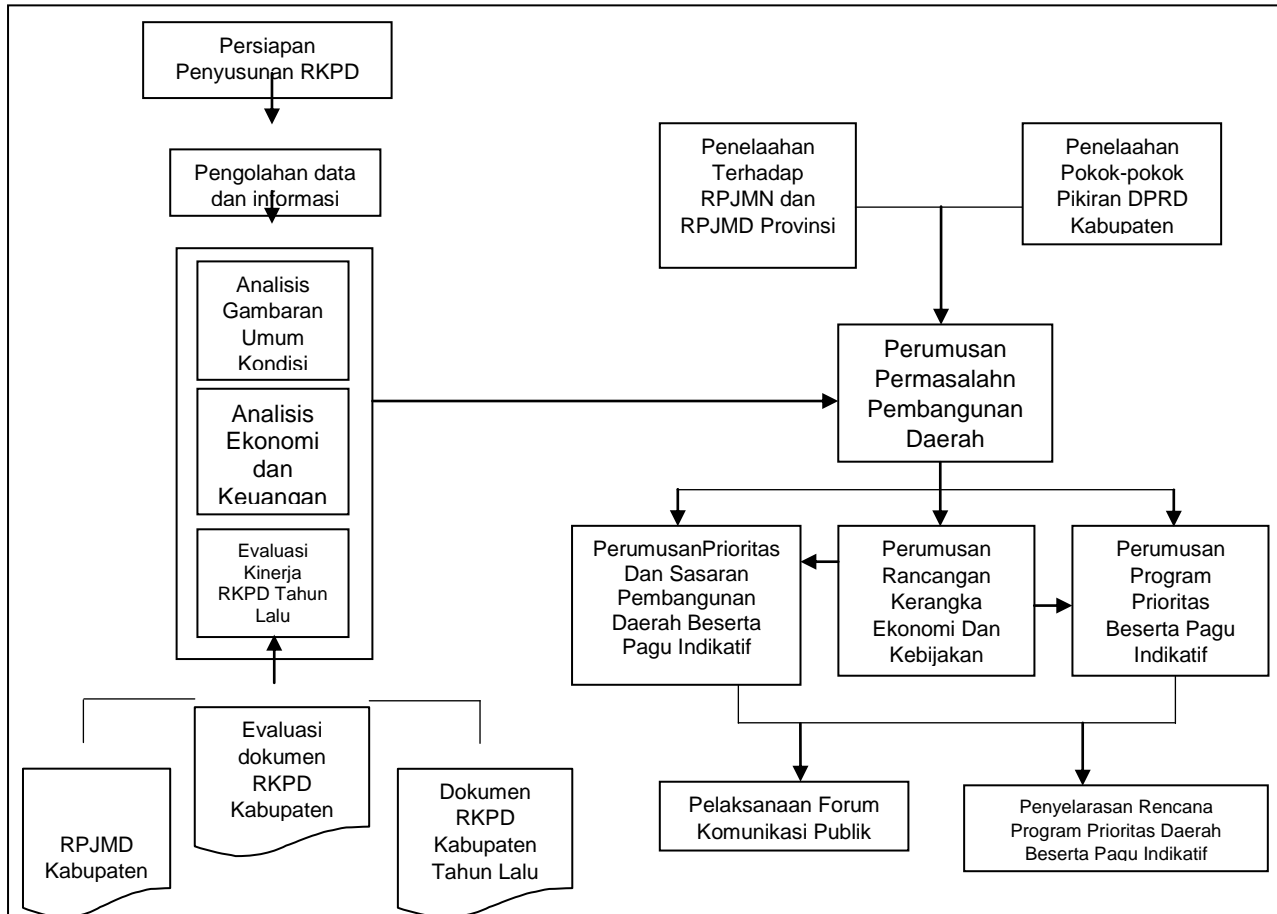 Persiapan
Penyusunan RKPD
Pengolahan data
dan informasi
Analisis
Gambaran
Umum
Kondisi
Analisis
Ekonomi
dan
Keuangan
Evaluasi
Kinerja
RKPD Tahun
Lalu
RPJMD
Kabupaten
Evaluasi
dokumen
RKPD
Kabupaten
Dokumen
RKPD
Kabupaten
Tahun Lalu
Penelaahan
Terhadap
RPJMN dan
RPJMD Provinsi
Penelaahan
Pokok-pokok
Pikiran DPRD
Kabupaten
Perumusan
Permasalahn
Pembangunan
Daerah
PerumusanPrioritas
Dan Sasaran
Pembangunan
Daerah Beserta
Pagu Indikatif
Perumusan
Rancangan
Kerangka
Ekonomi Dan
Kebijakan
Perumusan
Program
Prioritas
Beserta Pagu
Indikatif
Pelaksanaan Forum
Komunikasi Publik
Penyelarasan Rencana
Program Prioritas Daerah
Beserta Pagu Indikatif